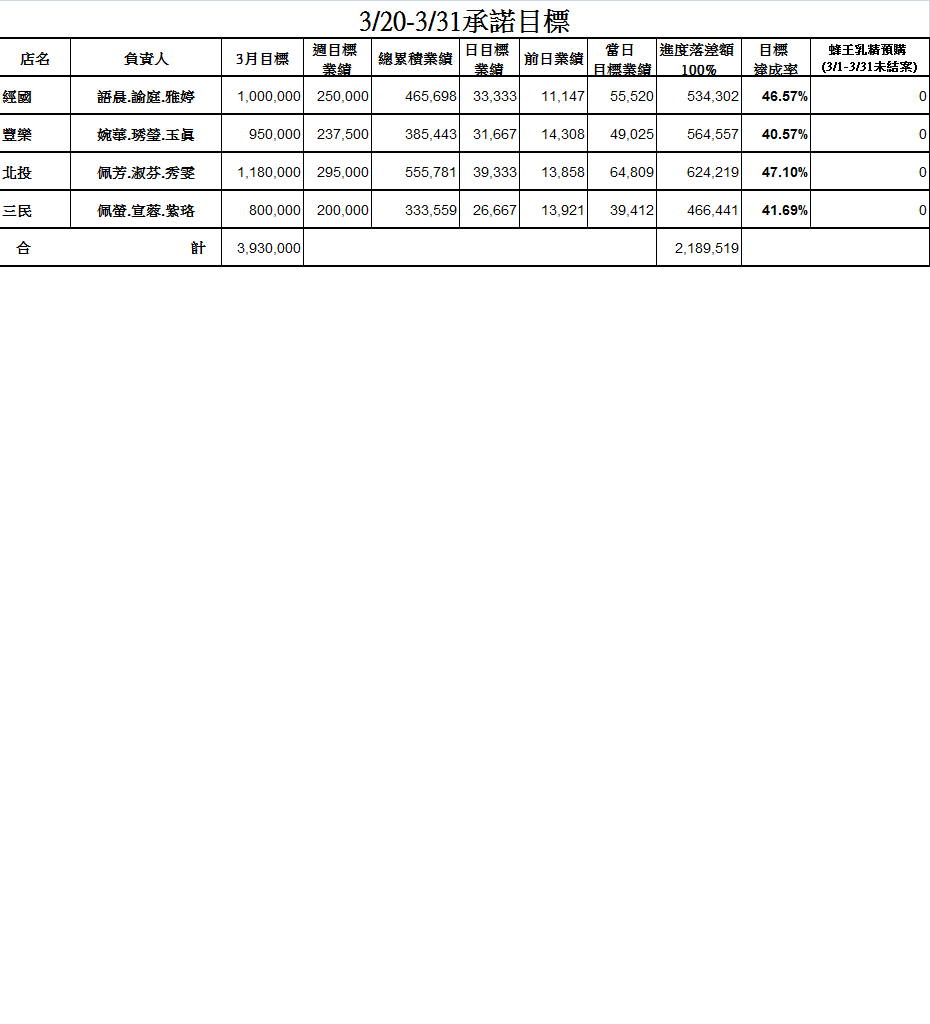 3/20-3/31承諾目標
店名 負責人 3月目標 週目標業績 總累積業績 日目標業績 前日業績 當日目標業績 進度落差額100% 目標達成率 蜂王乳精預購(3/1-3/31未結案)
經國 語晨.諭庭.雅婷 1,000,000 250,000 465,698 33,333 11,147 55,520 534,302 46.57% 0
豐樂 婉華.琇瑩.玉眞 950,000 237,500 385,443 31,667 14,308 49,025 564,557 40.57% 0
北投 佩芳.淑芬.秀雯 1,180,000 295,000 555,781 39,333 13,858 64,809 624,219 47.10% 0
三民 佩螢.宣蓉.紫珞 800,000 200,000 333,559 26,667 13,921 39,412 466,441 41.69% 0
合 計 3,930,000 2,189,519